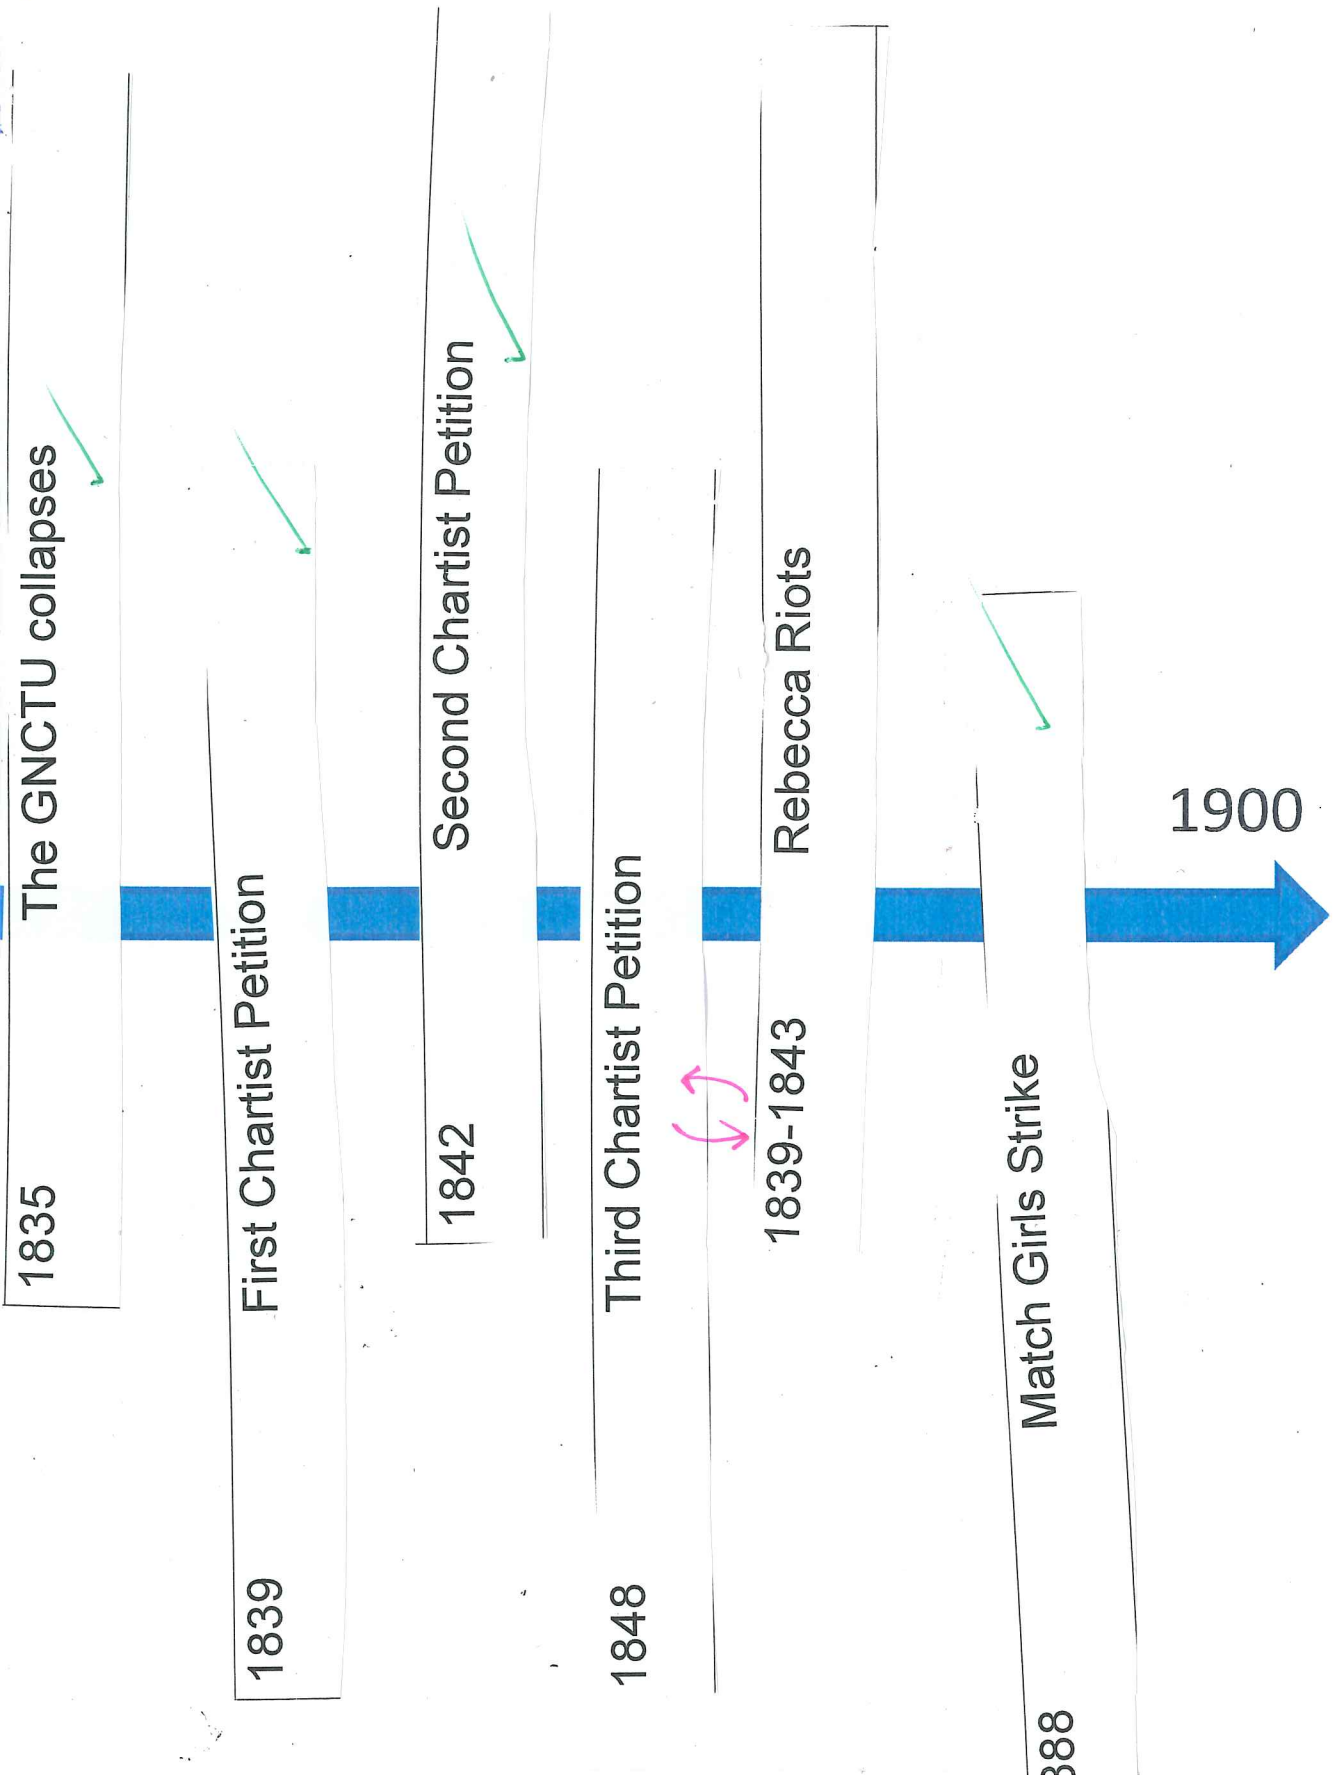 1835 The GNCTU collapses
1839 First Chartist Petition
1842 Second Chartist Petition
1848 Third Chartist Petition
1839-1843 Rebecca Riots
888 Match Girls Strike
1900